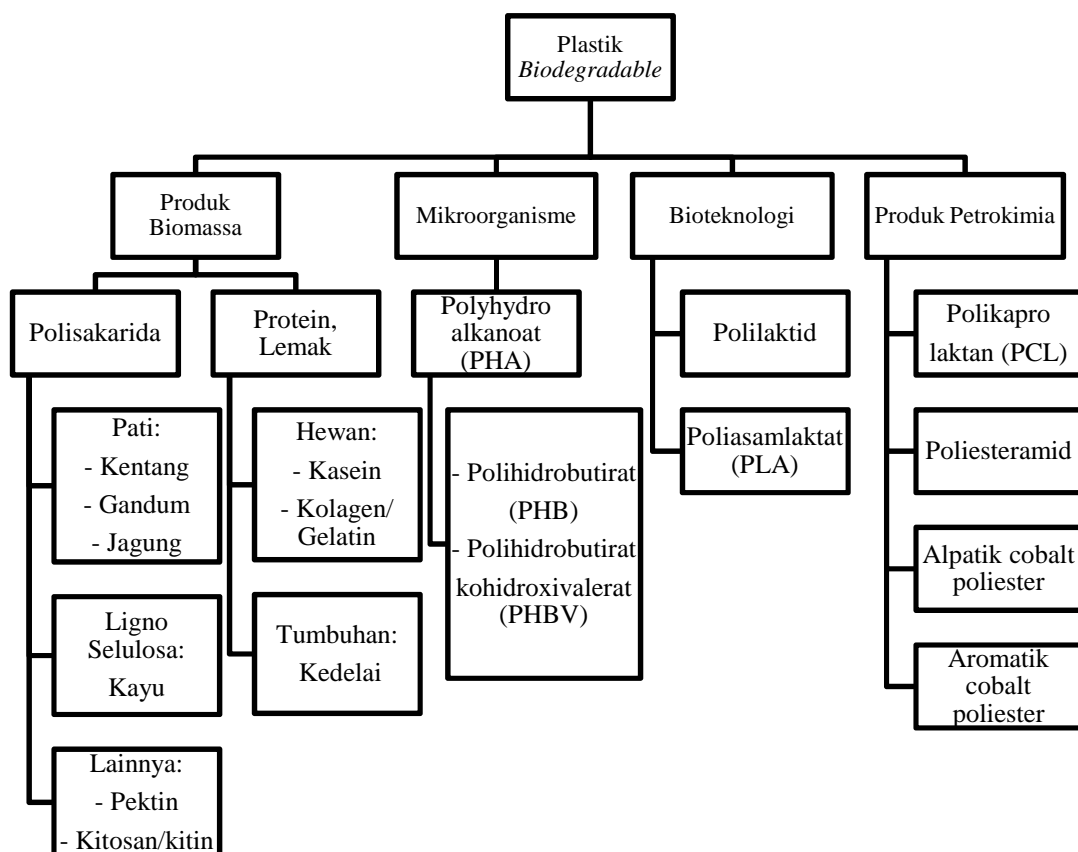 Plastik
Biodegradable
Produk
Biomassa
Mikroorganisme
Bioteknologi
Produk Petrokimia
Polisakarida
Protein,
Lemak
Polyhydro
alkanoat
(PHA)
Polilaktid
Polikapro
laktan (PCL)
Pati:
- Kentang
- Gandum
- Jagung
Hewan:
- Kasein
- Kolagen/
Gelatin
- Polihidrobutirat
(PHB)
- Polihidrobutirat
kohidroxivalerat
(PHBV)
Poliasamlaktat
(PLA)
Poliesteramid
Alpatik cobalt
poliester
Ligno
Selulosa:
Kayu
Tumbuhan:
Kedelai
Aromatik
cobalt
poliester
Lainnya:
- Pektin
- Kitosan/kitin